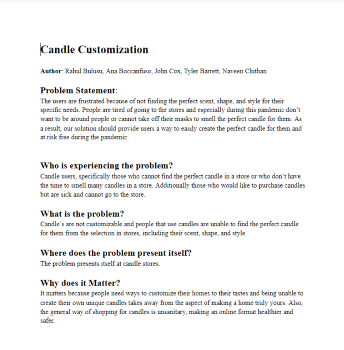 Candle Customization
Author: Rahul Bulusu, Ana Boccanfuso, John Cox, Tyler Barrett, Naveen Chithan
Problem Statement:
The users are frustrated because of not finding the perfect scent, shape, and style for their
specific needs. People are tired of going to the stores and especially during this pandemic don't
want to be around people or cannot take off their masks to smell the perfect candle for them. As
a result, our solution should provide users a way to easily create the perfect candle for them and
at risk free during the pandemic.
Who is experiencing the problem?
Candle users, specifically those who cannot find the perfect candle in a store or who don't have
the time to smell many candles in a store. Additionally those who would like to purchase candles
but are sick and cannot go to the store.
What is the problem?
Candle's are not customizable and people that use candles are unable to find the perfect candle
for them from the selection in stores, including their scent, shape, and style.
Where does the problem present itself?
The problem presents itself at candle stores.
Why does it Matter?
It matters because people need ways to customize their homes to their tastes and being unable to
create their own unique candles takes away from the aspect of making a home truly yours. Also,
the general way of shopping for candles is unsanitary, making an online format healthier and
safer.